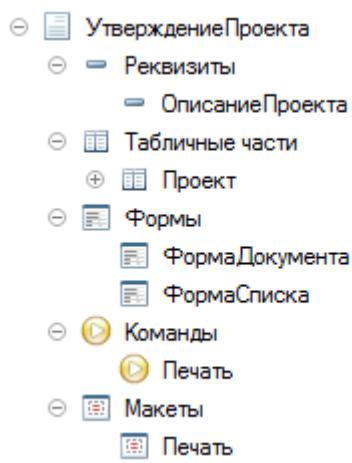 УтверждениеПроекта
Реквизиты
ОписаниеПроекта
Табличные части
Проект
Формы
ФормаДокумента
ФормаСписка
Команды
Печать
Макеты
Печать